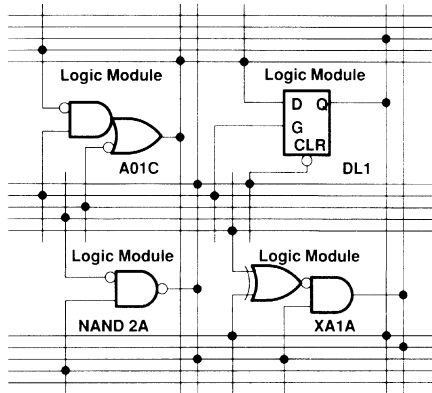 Logic Module
Logic Module
D Q
G
CLR
A01C
DL1
Logic Module
Logic Module
NAND 2A
XA1A